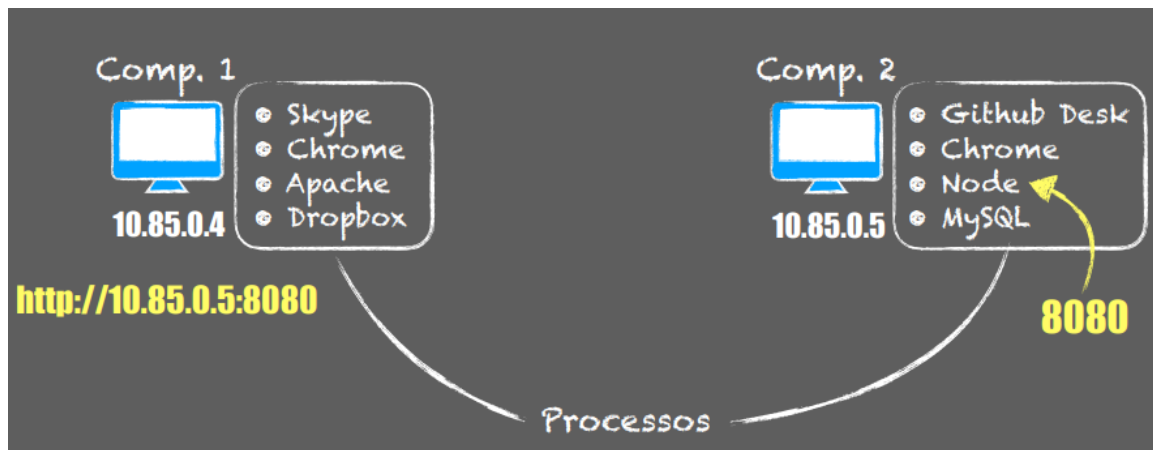 Comp. 1
Skype
Chrome
Apache
Dropbox
10.85.0.4
http://10.85.0.5:8080
Comp. 2
Github Desk
Chrome
Node
MySQL
10.85.0.5
8080
Processos